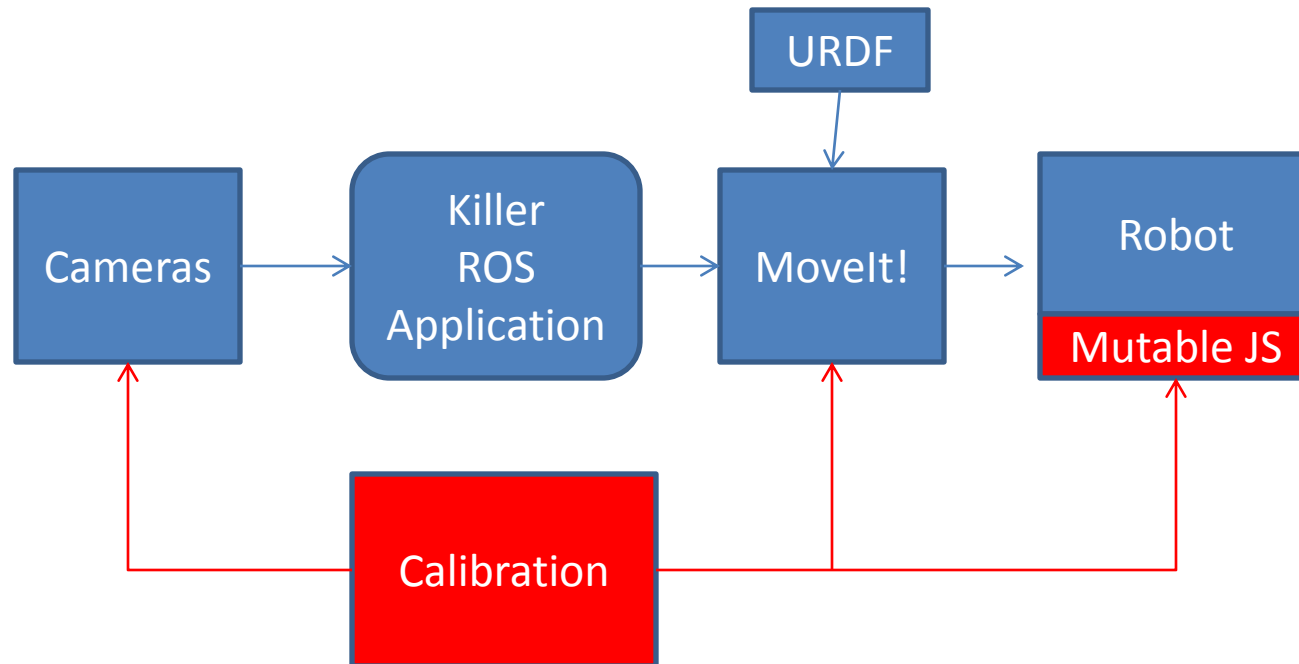 URDF
Cameras
Killer
ROS
Application
MoveIt!
Robot
Mutable JS
Calibration